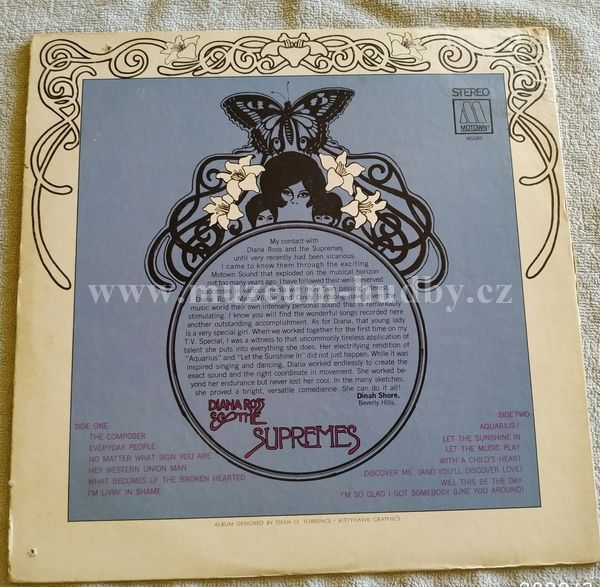 STEREO
M
MOTOWN
My contact with
Diana Ross and the Supremes
until very recently had been vicarious.
I came to know them through the exciting
Motown Sound that exploded on the musical horizon
not too many years ago. I have followed their well-deserved
success in various
music world their own intensely personal sound that is remarkably
stimulating. I know you will find the wonderful songs recorded here
another outstanding accomplishment. As for Diana, that young lady
is a very special girl. When we worked together for the first time on my
T.V. Special, I was a witness to that uncommonly tireless application of
talent she puts into everything she does. Her electrifying rendition of
"Aquarius" and "Let the Sunshine In" did not just happen. While it was
inspired singing and dancing, Diana worked endlessly to create the
exact sound and the right coordinate in movement. She worked be-
yond her endurance but never lost her cool. In the many sketches,
she proved a bright, versatile comedienne. She can do it all!
Dinah Shore,
Beverly Hills.
www.muzeum-hudby.cz
DIANA ROSS
& THE
SUPREMES
SIDE ONE:
THE COMPOSER
EVERYDAY PEOPLE
NO MATTER WHAT SIGN YOU ARE
HEY WESTERN UNION MAN
WHAT BECOMES OF THE BROKEN HEARTED
I'M LIVIN' IN SHAME
SIDE TWO:
AQUARIUS/
LET THE SUNSHINE IN
LET THE MUSIC PLAY
WITH A CHILD'S HEART
DISCOVER ME (AND YOU'LL DISCOVER LOVE)
WILL THIS BE THE DAY
I'M SO GLAD I GOT SOMEBODY (LIKE YOU AROUND)
ALBUM DESIGNED BY DEAN O. TORRENCE • KITTYHAWK GRAPHICS